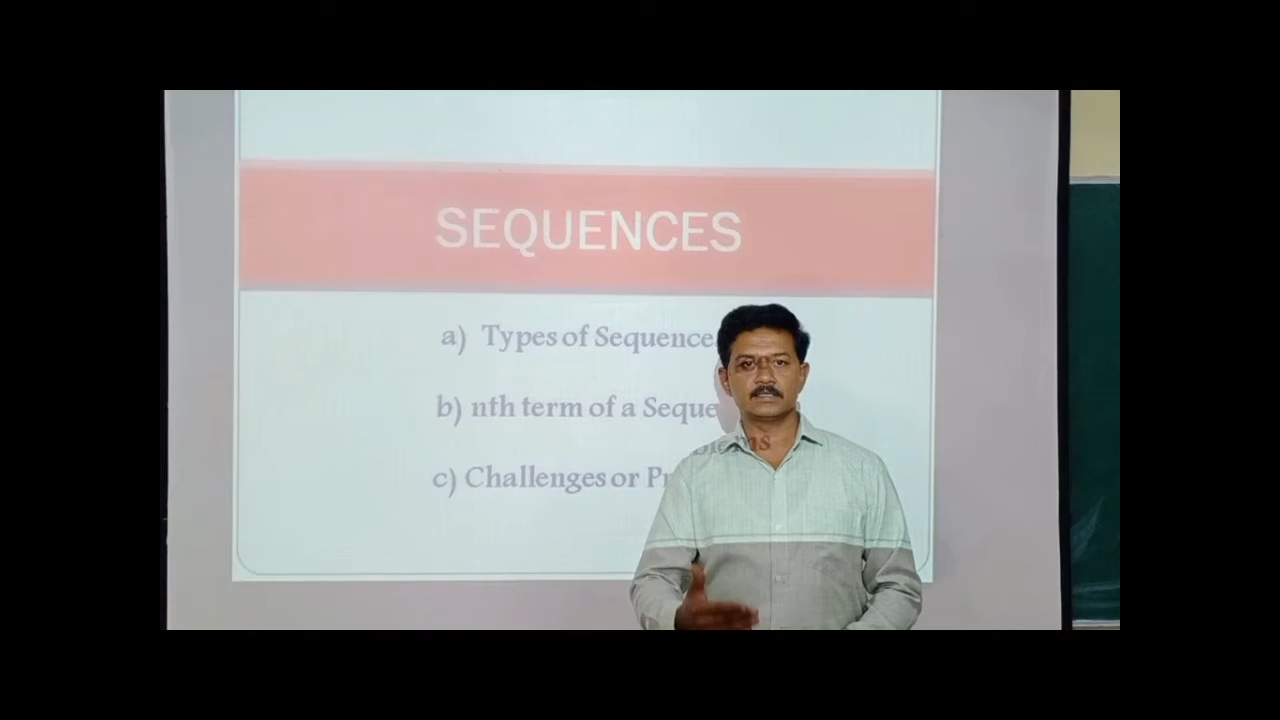 SEQUENCES
a) Types of Sequence
b) nth term of a Seque
c) Challenges or Pr